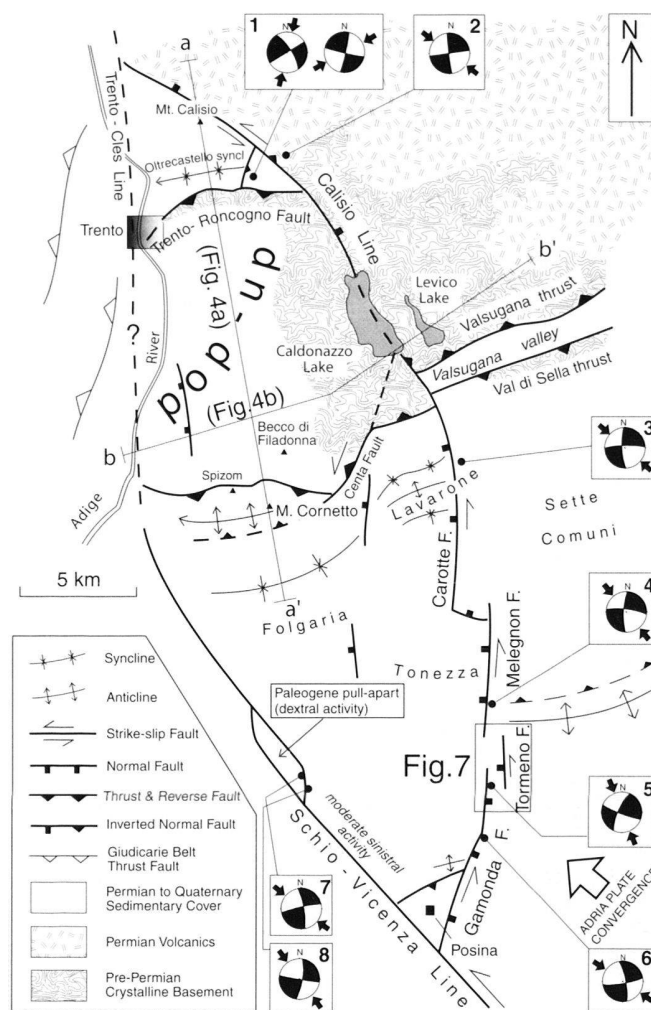 1
N
N
2
N
N
a
Trento - Cles Line
Mt. Calisio
Oltrecastello syncl
Calisio Line
Trento
Trento- Roncogno Fault
(Fig. 4a)
pop - up
(Fig.4b)
?
River
Adige
Levico
Lake
b'
Valsugana thrust
Valsugana valley
Val di Sella thrust
Caldonazzo
Lake
b
Becco di
Filadonna
Spizom
Centa Fault
M. Cornetto
Lavarone
3
N
Sette
Comuni
5 km
a'
Carotte F.
Folgaria
4
N
Melegnon F.
Tonezza
Paleogene pull-apart
(dextral activity)
Fig.7
Tormeno F.
5
N
Schio - Vicenza Line
moderate sinistral
activity
Gamonda F.
ADRIA PLATE
CONVERGENCE
Posina
7
N
8
N
6
N
Syncline
Anticline
Strike-slip Fault
Normal Fault
Thrust & Reverse Fault
Inverted Normal Fault
Giudicarie Belt
Thrust Fault
Permian to Quaternary
Sedimentary Cover
Permian Volcanics
Pre-Permian
Crystalline Basement